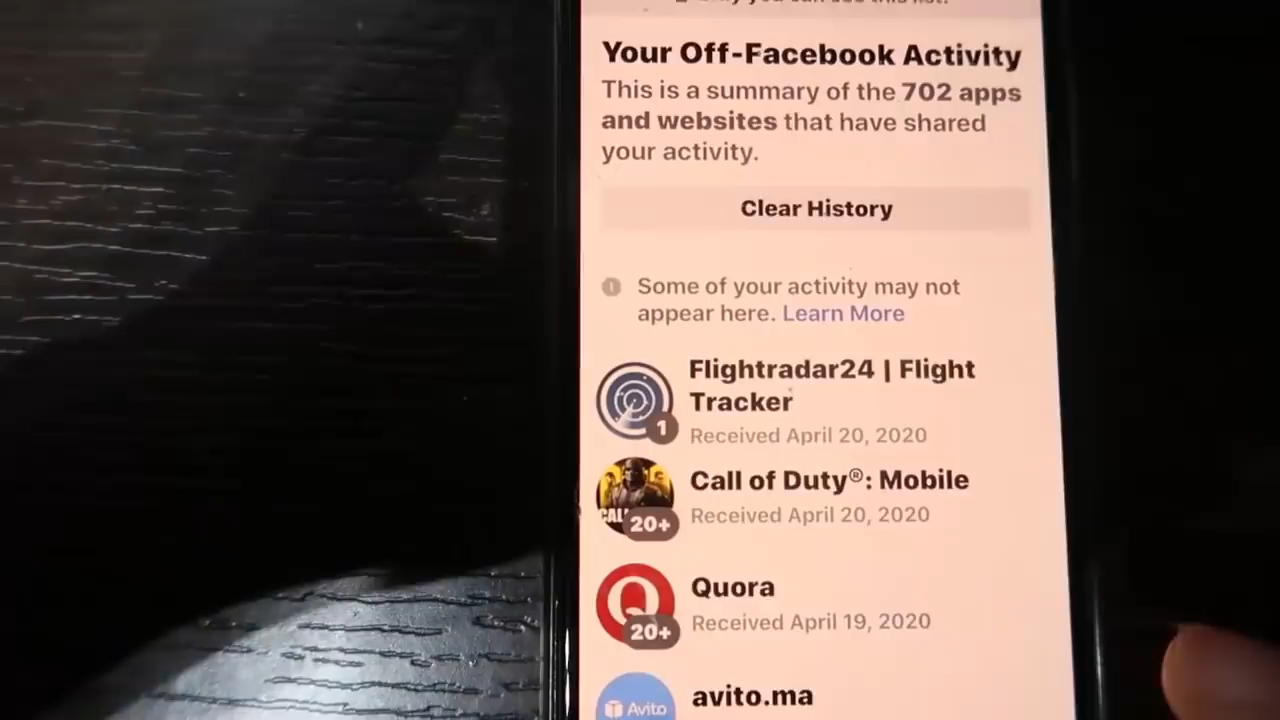 Your Off-Facebook Activity
This is a summary of the 702 apps
and websites that have shared
your activity.
Clear History
Some of your activity may not
appear here. Learn More
Flightradar24 | Flight
Tracker
1
Received April 20, 2020
Call of Duty®: Mobile
CALL
20+
Received April 20, 2020
Quora
Q
20+
Received April 19, 2020
avito.ma
Avito